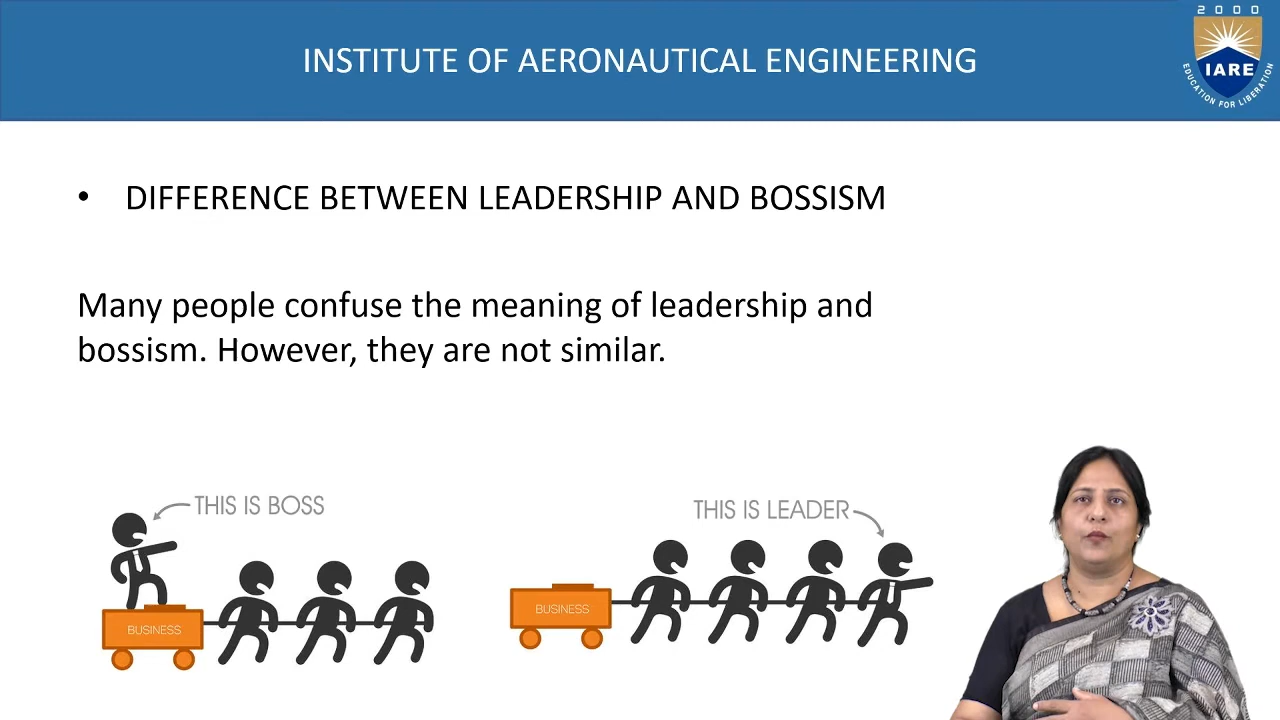 INSTITUTE OF AERONAUTICAL ENGINEERING
2000
IARE
EDUCATION FOR LIBERATION
• DIFFERENCE BETWEEN LEADERSHIP AND BOSSISM
Many people confuse the meaning of leadership and
bossism. However, they are not similar.
THIS IS BOSS
BUSINESS
THIS IS LEADER
BUSINESS